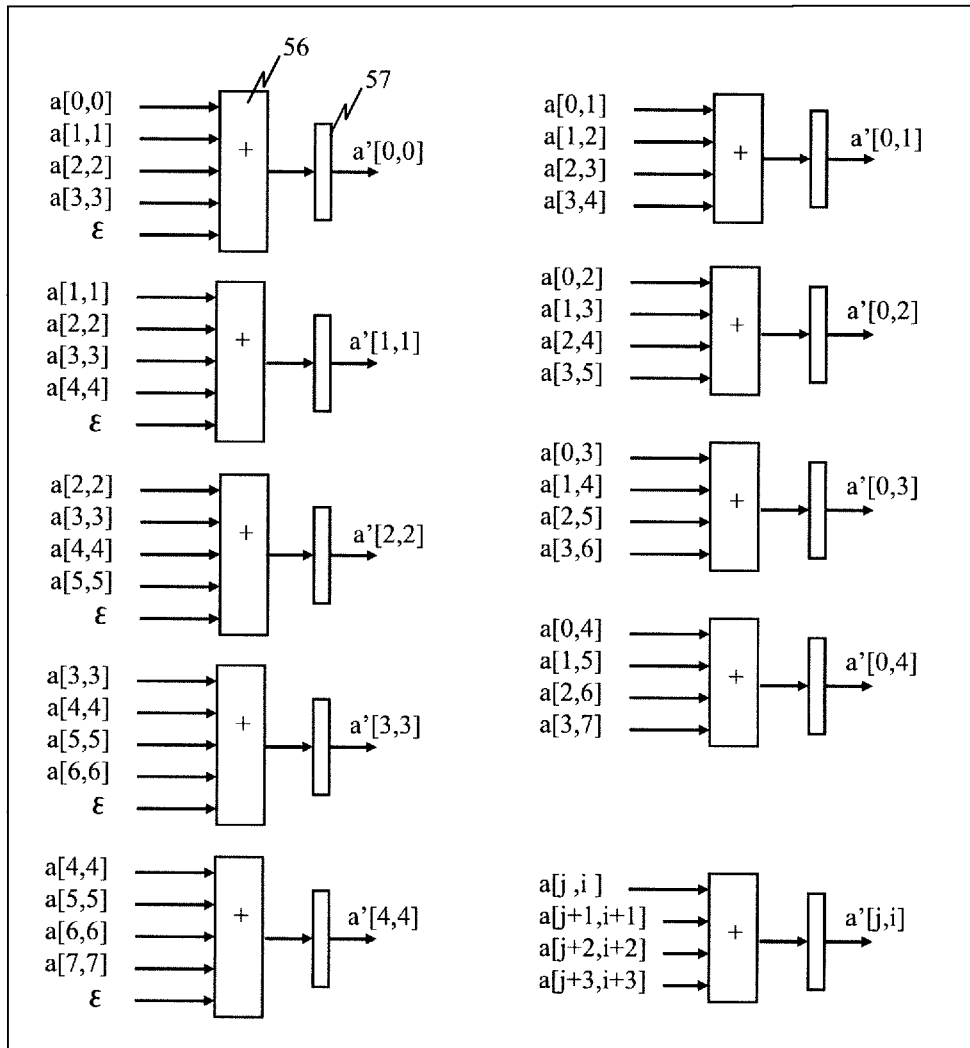 56
57
a[0,0]
a[1,1]
a[2,2]
a[3,3]
ε
+
a'[0,0]
a[1,1]
a[2,2]
a[3,3]
a[4,4]
ε
+
a'[1,1]
a[2,2]
a[3,3]
a[4,4]
a[5,5]
ε
+
a'[2,2]
a[3,3]
a[4,4]
a[5,5]
a[6,6]
ε
+
a'[3,3]
a[4,4]
a[5,5]
a[6,6]
a[7,7]
ε
+
a'[4,4]
a[0,1]
a[1,2]
a[2,3]
a[3,4]
+
a'[0,1]
a[0,2]
a[1,3]
a[2,4]
a[3,5]
+
a'[0,2]
a[0,3]
a[1,4]
a[2,5]
a[3,6]
+
a'[0,3]
a[0,4]
a[1,5]
a[2,6]
a[3,7]
+
a'[0,4]
a[j ,i ]
a[j+1,i+1]
a[j+2,i+2]
a[j+3,i+3]
+
a'[j,i]